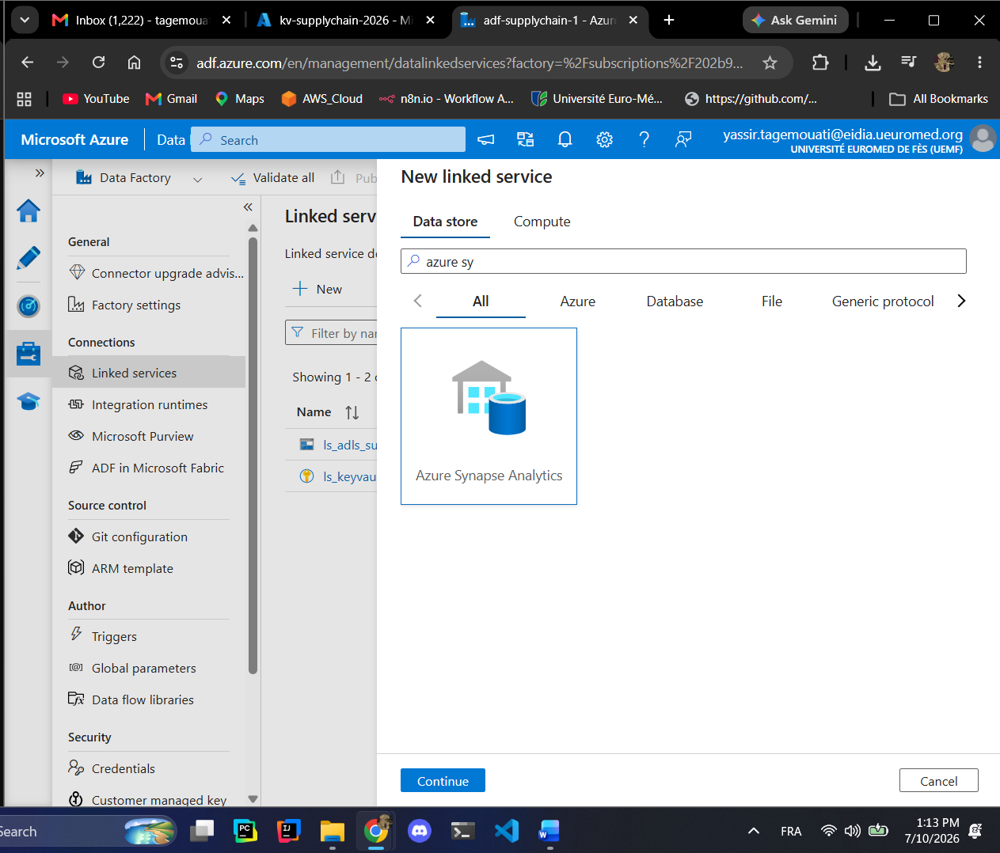 Inbox (1,222) - tagemoua
kv-supplychain-2026 - Mi
adf-supplychain-1 - Azur
Ask Gemini
adf.azure.com/en/management/datalinkedservices?factory=%2Fsubscriptions%2F202b9...
YouTube
Gmail
Maps
AWS_Cloud
n8n.io - Workflow A...
Université Euro-Mé...
https://github.com/...
All Bookmarks
Microsoft Azure
Data
Search
yassir.tagemouati@eidia.ueuromed.org
UNIVERSITÉ EUROMED DE FÈS (UEMF)
Data Factory
Validate all
Pub
General
Connector upgrade advis...
Factory settings
Connections
Linked services
Integration runtimes
Microsoft Purview
ADF in Microsoft Fabric
Source control
Git configuration
ARM template
Author
Triggers
Global parameters
Data flow libraries
Security
Credentials
Customer managed key
Linked serv
Linked service de
New
Filter by nar
Showing 1 - 2 o
Name
ls_adls_su
ls_keyvau
New linked service
Data store
Compute
azure sy
All
Azure
Database
File
Generic protocol
Azure Synapse Analytics
Continue
Cancel
Search
PC
IJ
FRA
1:13 PM
7/10/2026